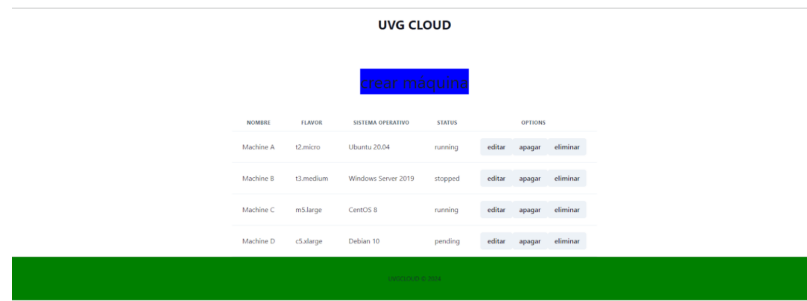 UVG CLOUD
crear maquina
NOMBRE FLAVOR SISTEMA OPERATIVO STATUS OPTIONS
Machine A t2.micro Ubuntu 20.04 running editar apagar eliminar
Machine B t3.medium Windows Server 2019 stopped editar apagar eliminar
Machine C m5.large CentOS 8 running editar apagar eliminar
Machine D c5.xlarge Debian 10 pending editar apagar eliminar
UVGCLOUD © 2024